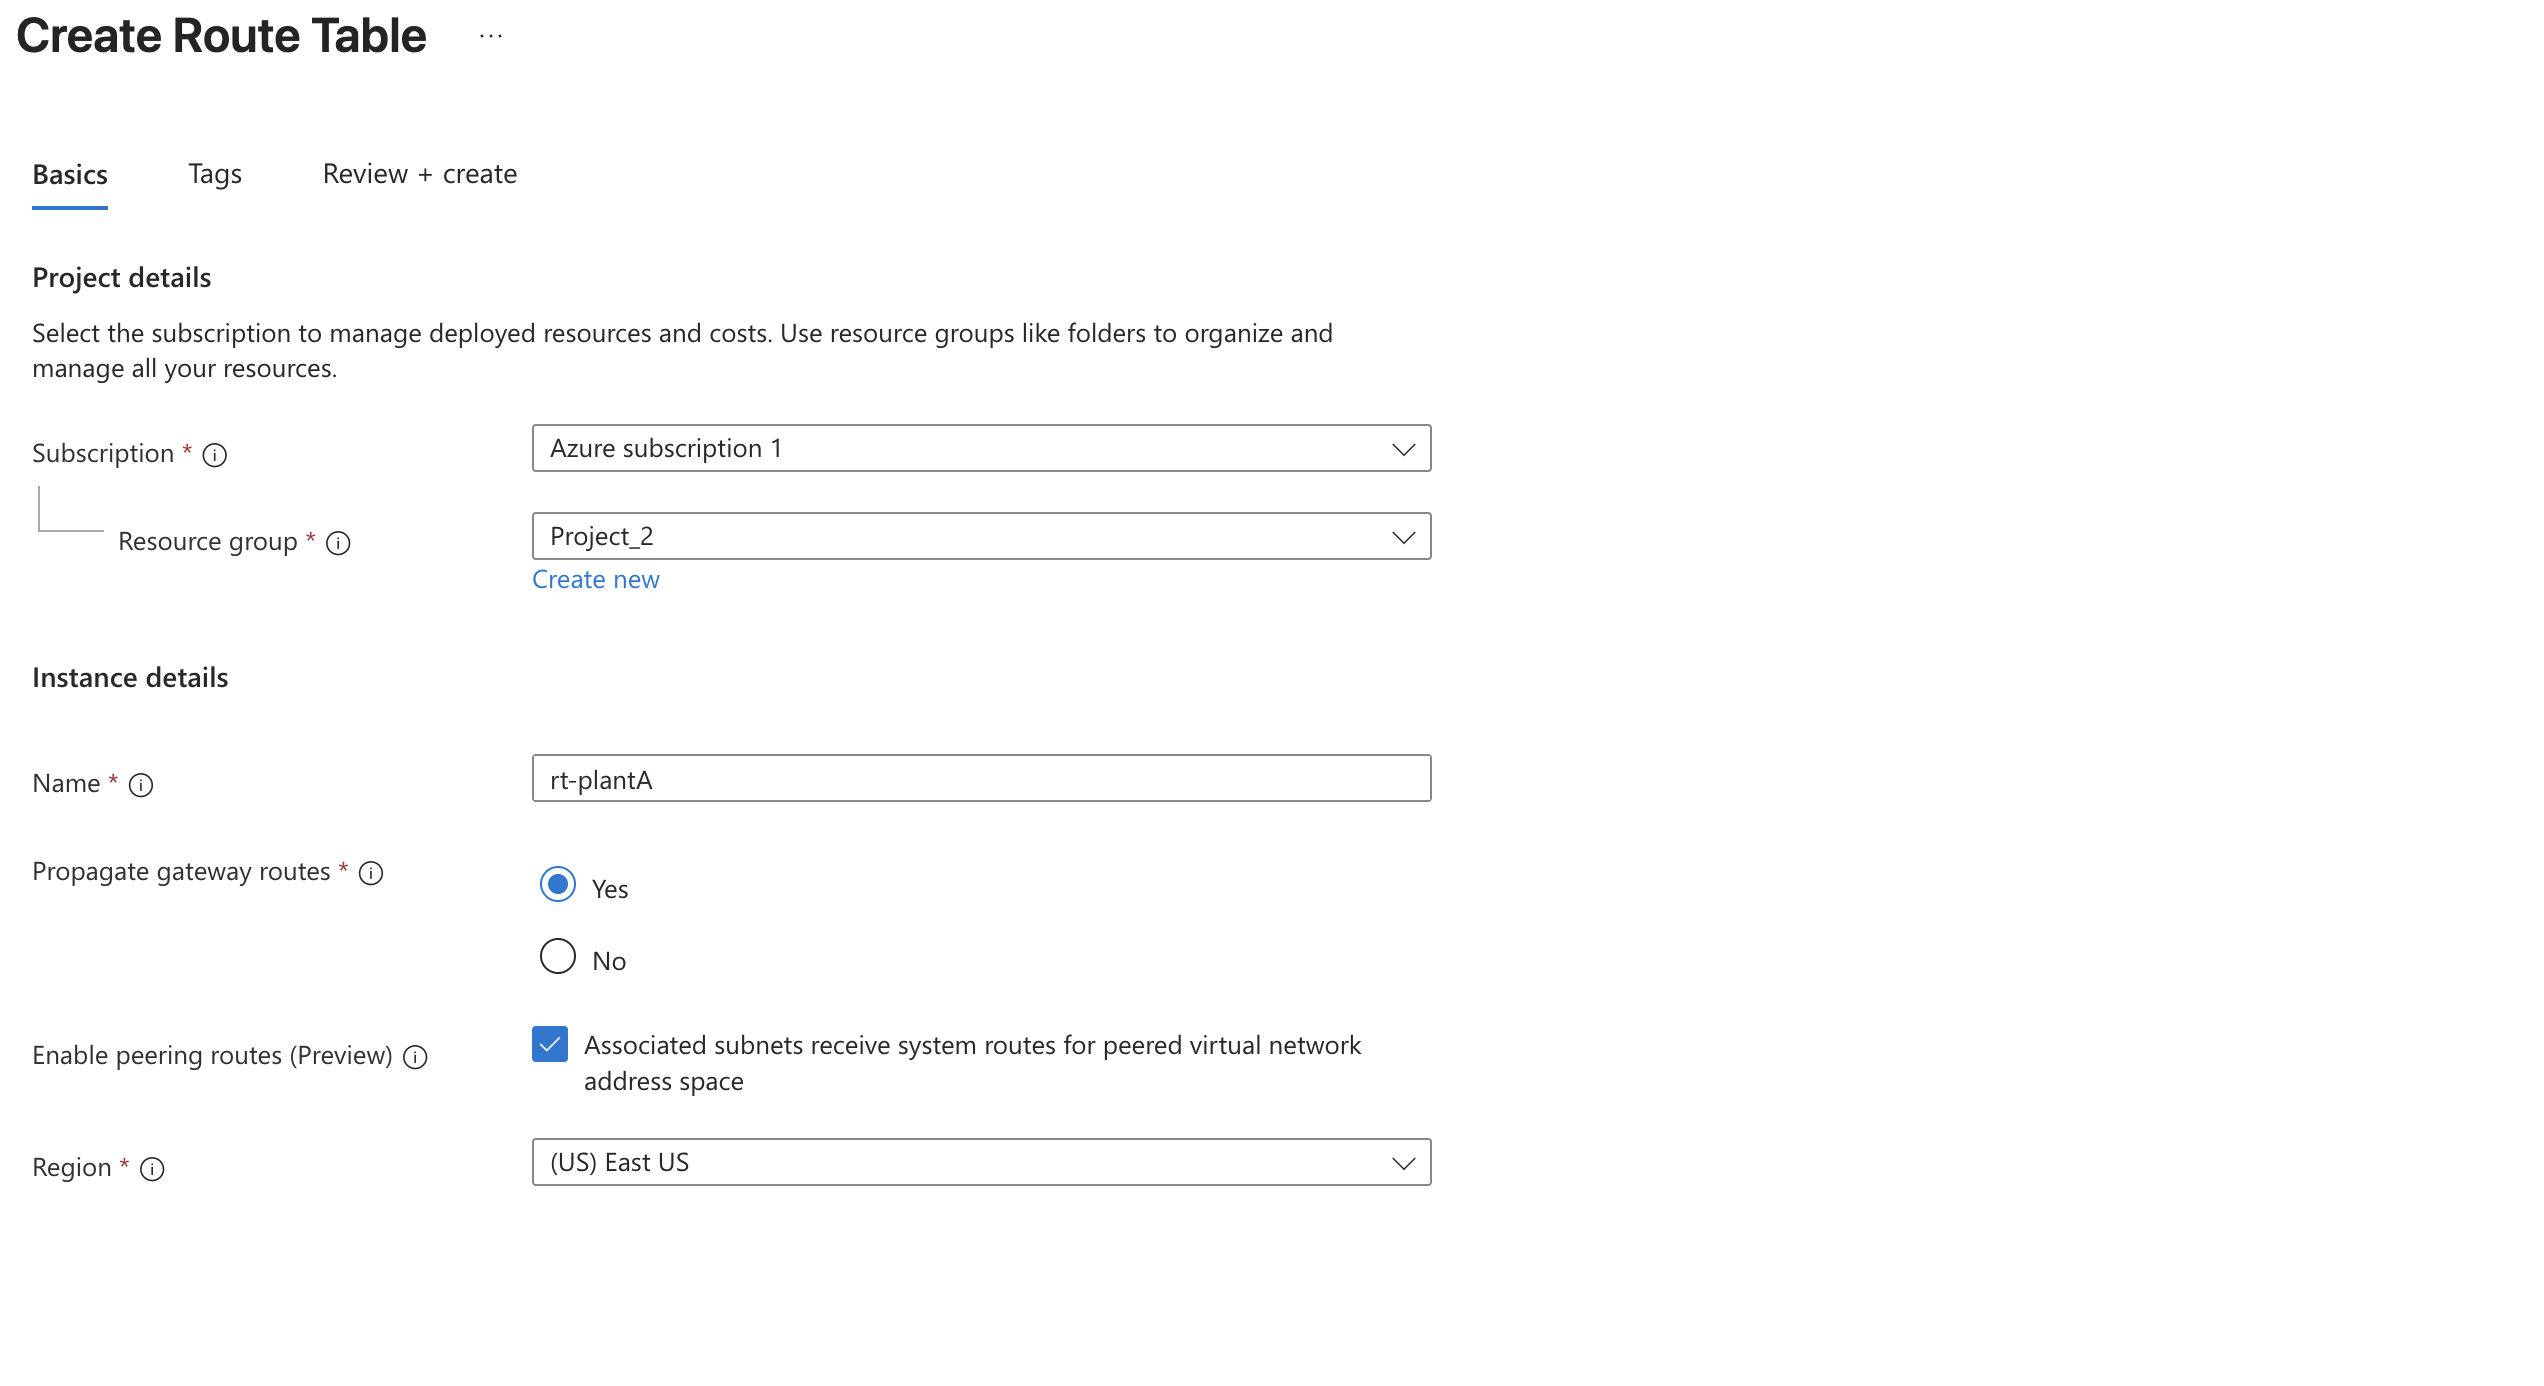 Create Route Table ...
Basics Tags Review + create
Project details
Select the subscription to manage deployed resources and costs. Use resource groups like folders to organize and
manage all your resources.
Subscription * Azure subscription 1
Resource group * Project_2
Create new
Instance details
Name * rt-plantA
Propagate gateway routes * Yes
No
Enable peering routes (Preview) Associated subnets receive system routes for peered virtual network
address space
Region * (US) East US